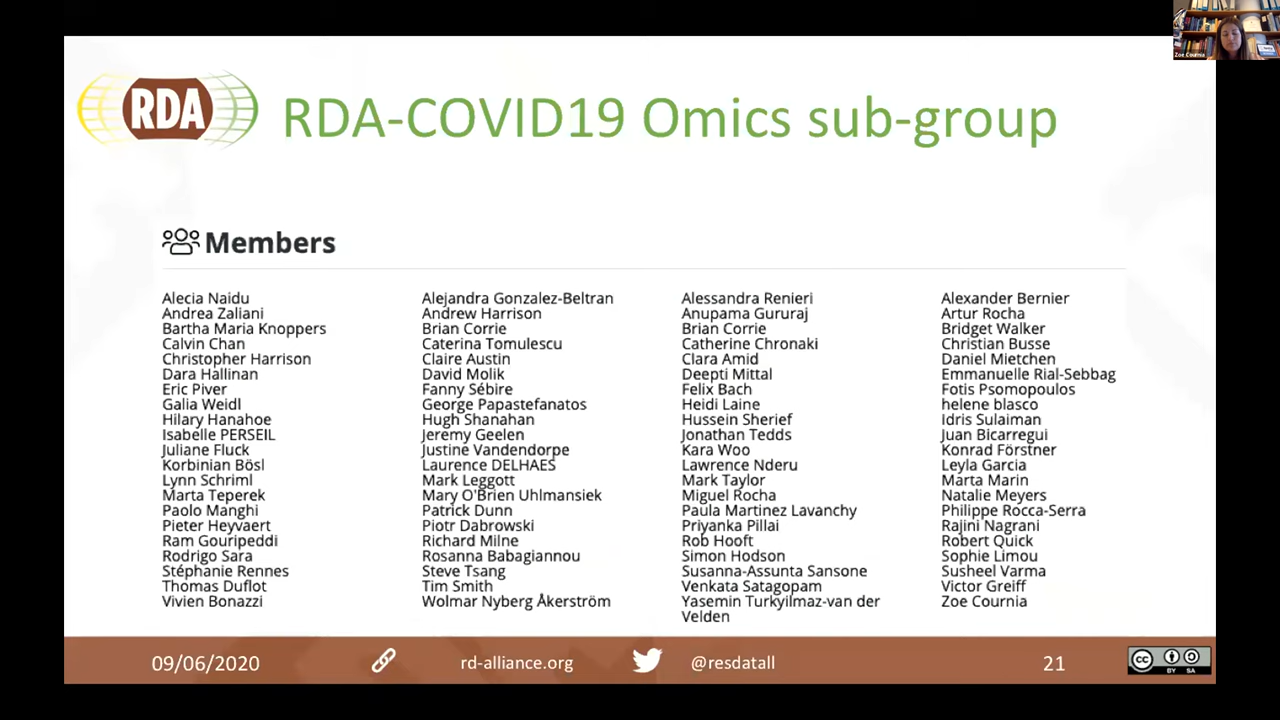 Zoe Cournia
RDA
RDA-COVID19 Omics sub-group
Members
Alecia Naidu
Andrea Zaliani
Bartha Maria Knoppers
Calvin Chan
Christopher Harrison
Dara Hallinan
Eric Piver
Galia Weidl
Hilary Hanahoe
Isabelle PERSEIL
Juliane Fluck
Korbinian Bösl
Lynn Schriml
Marta Teperek
Paolo Manghi
Pieter Heyvaert
Ram Gouripeddi
Rodrigo Sara
Stéphanie Rennes
Thomas Duflot
Vivien Bonazzi
Alejandra Gonzalez-Beltran
Andrew Harrison
Brian Corrie
Caterina Tomulescu
Claire Austin
David Molik
Fanny Sébire
George Papastefanatos
Hugh Shanahan
Jeremy Geelen
Justine Vandendorpe
Laurence DELHAES
Mark Leggott
Mary O'Brien Uhlmansiek
Patrick Dunn
Piotr Dabrowski
Richard Milne
Rosanna Babagiannou
Steve Tsang
Tim Smith
Wolmar Nyberg Åkerström
Alessandra Renieri
Anupama Gururaj
Brian Corrie
Catherine Chronaki
Clara Amid
Deepti Mittal
Felix Bach
Heidi Laine
Hussein Sherief
Jonathan Tedds
Kara Woo
Lawrence Nderu
Mark Taylor
Miguel Rocha
Paula Martinez Lavanchy
Priyanka Pillai
Rob Hooft
Simon Hodson
Susanna-Assunta Sansone
Venkata Satagopam
Yasemin Turkyilmaz-van der
Velden
Alexander Bernier
Artur Rocha
Bridget Walker
Christian Busse
Daniel Mietchen
Emmanuelle Rial-Sebbag
Fotis Psomopoulos
helene blasco
Idris Sulaiman
Juan Bicarregui
Konrad Förstner
Leyla Garcia
Marta Marin
Natalie Meyers
Philippe Rocca-Serra
Rajini Nagrani
Robert Quick
Sophie Limou
Susheel Varma
Victor Greiff
Zoe Cournia
09/06/2020
rd-alliance.org
@resdatall
21
cc
BY SA